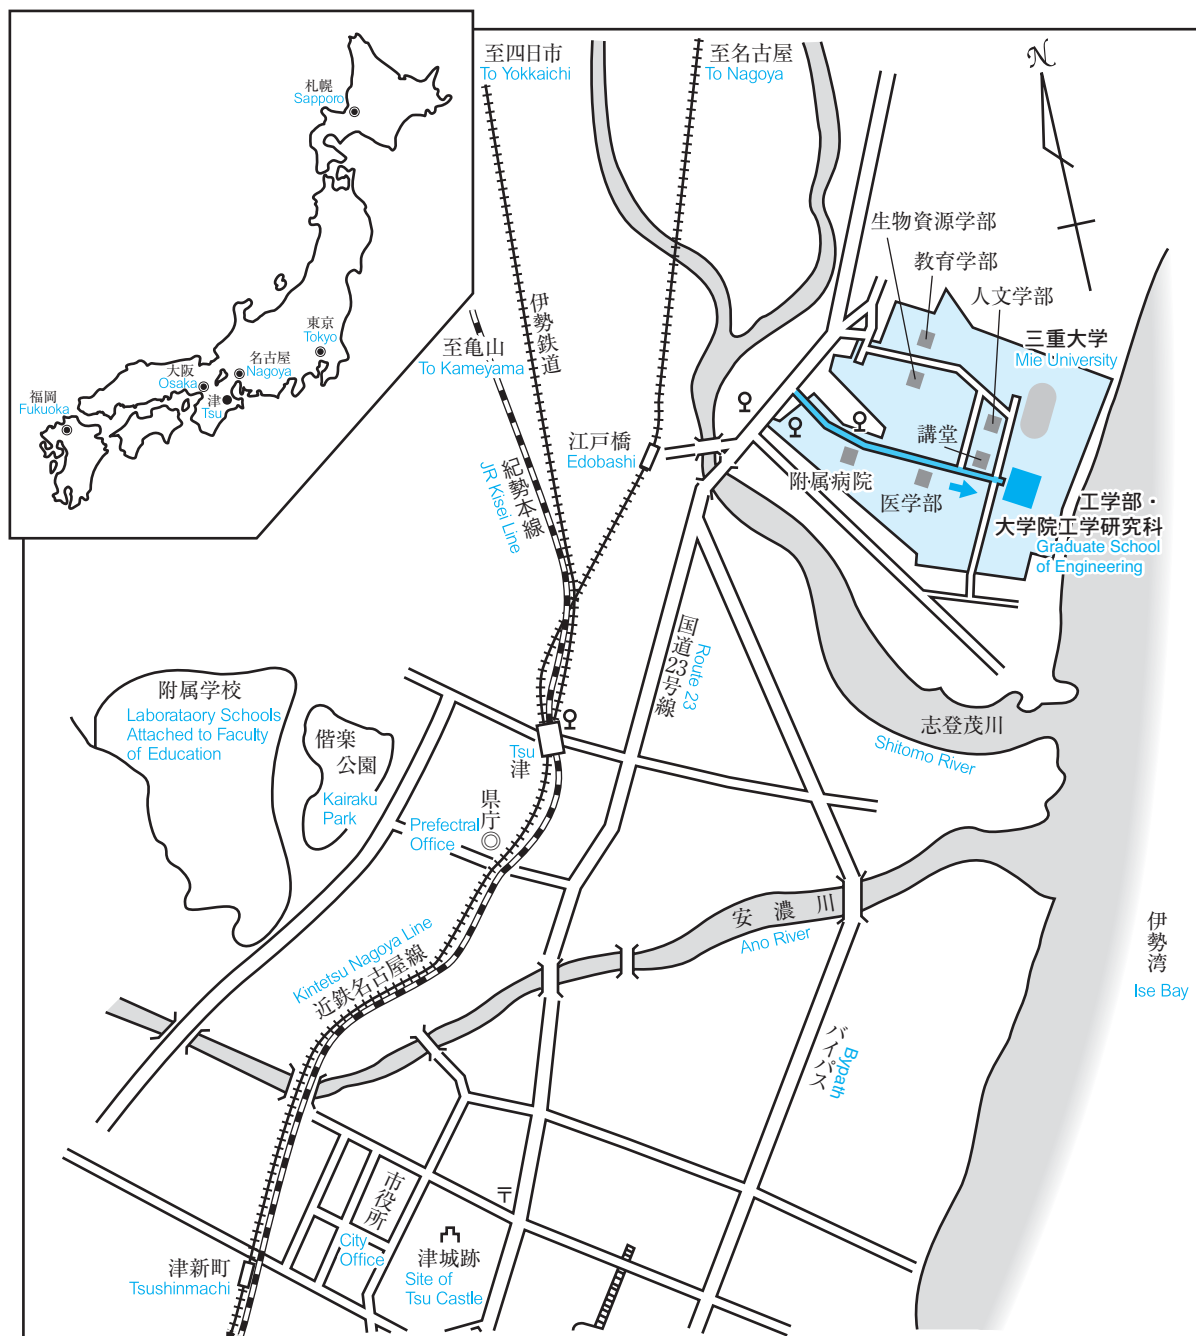 札幌
Sapporo
東京
Tokyo
名古屋
Nagoya
大阪
Osaka
津
Tsu
福岡
Fukuoka
至四日市
To Yokkaichi
至名古屋
To Nagoya
N
伊勢鉄道
至亀山
To Kameyama
紀勢本線
JR Kisei Line
江戸橋
Edobashi
生物資源学部
教育学部
人文学部
三重大学
Mie University
講堂
附属病院
医学部
工学部・
大学院工学研究科
Graduate School
of Engineering
国道23号線
Route 23
志登茂川
Shitomo River
附属学校
Laborataory Schools
Attached to Faculty
of Education
偕楽
公園
Kairaku
Park
Tsu
津
県庁
Prefectral
Office
安濃川
Ano River
伊勢湾
Ise Bay
Kintetsu Nagoya Line
近鉄名古屋線
バイパス
Bypath
市役所
City
Office
〒
津城跡
Site of
Tsu Castle
津新町
Tsushinmachi